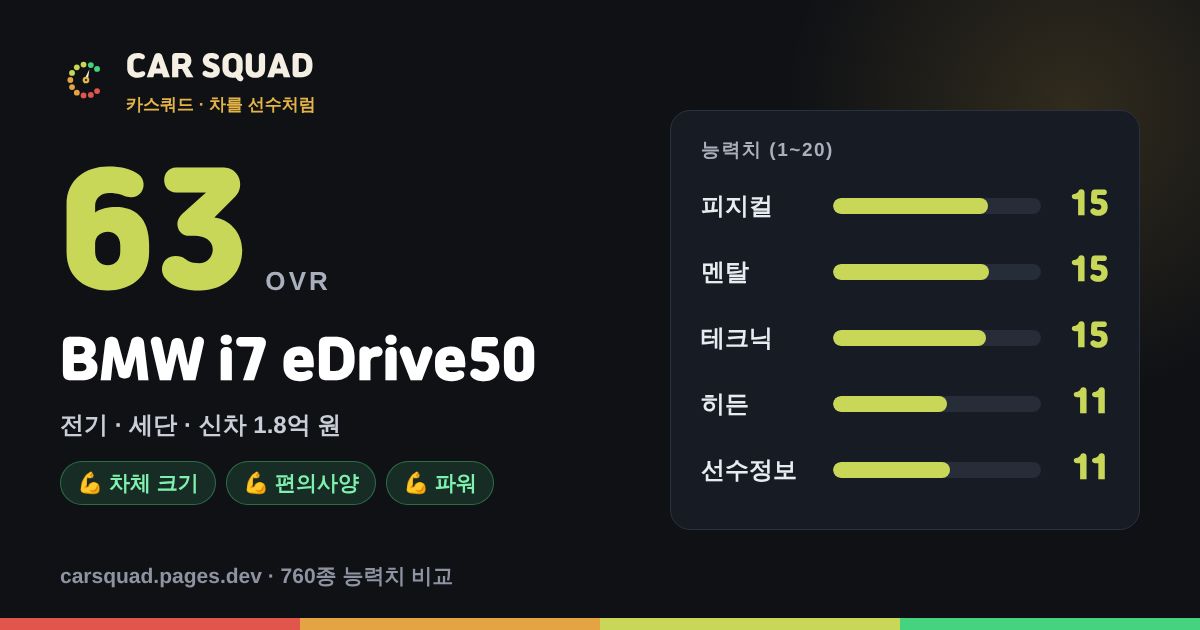 CAR SQUAD
카스쿼드 · 차를 선수처럼
63 OVR
BMW i7 eDrive50
전기 · 세단 · 신차 1.8억 원
💪 차체 크기 💪 편의사양 💪 파워
carsquad.pages.dev · 760종 능력치 비교
능력치 (1~20)
피지컬 15
멘탈 15
테크닉 15
히든 11
선수정보 11